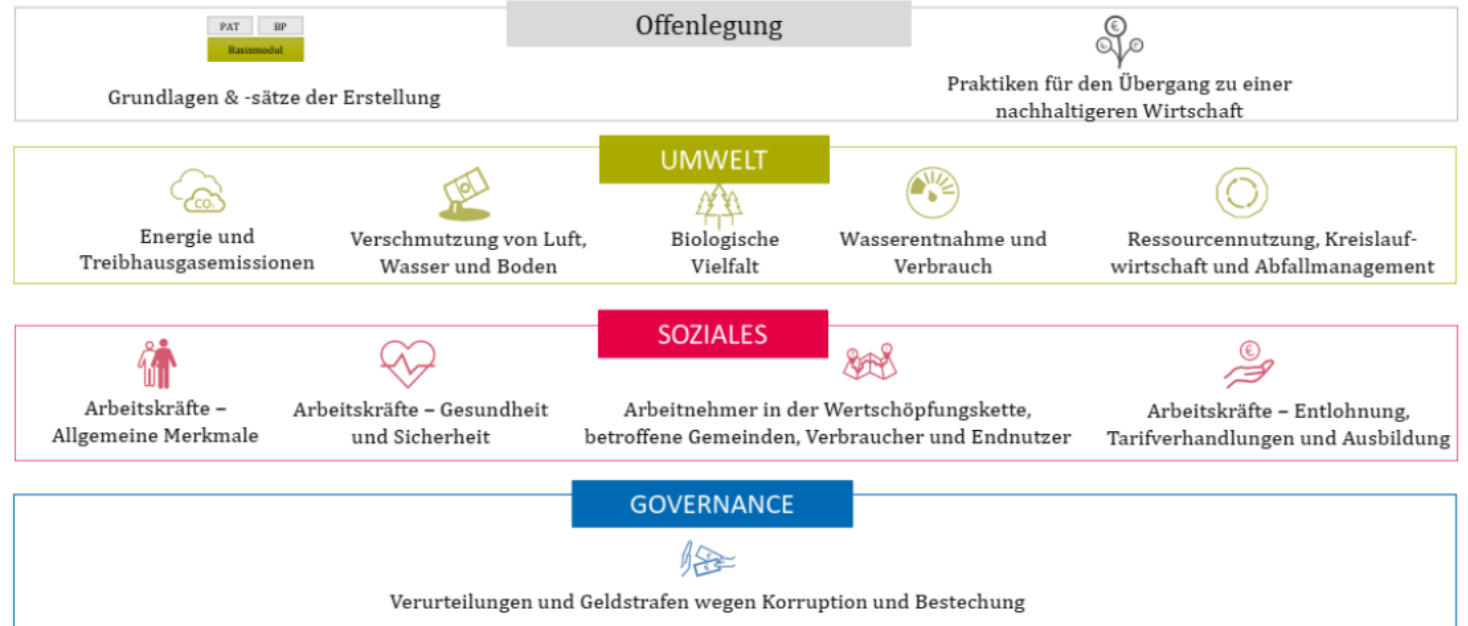 Offenlegung
PAT BP
Basismodul
Grundlagen & -sätze der Erstellung
€
Praktiken für den Übergang zu einer
nachhaltigeren Wirtschaft
UMWELT
CO₂
Energie und
Treibhausgasemissionen
Verschmutzung von Luft,
Wasser und Boden
Biologische
Vielfalt
Wasserentnahme und
Verbrauch
Ressourcennutzung, Kreislauf-
wirtschaft und Abfallmanagement
SOZIALES
Arbeitskräfte –
Allgemeine Merkmale
Arbeitskräfte – Gesundheit
und Sicherheit
Arbeitnehmer in der Wertschöpfungskette,
betroffene Gemeinden, Verbraucher und Endnutzer
€
Arbeitskräfte – Entlohnung,
Tarifverhandlungen und Ausbildung
GOVERNANCE
€
€
Verurteilungen und Geldstrafen wegen Korruption und Bestechung